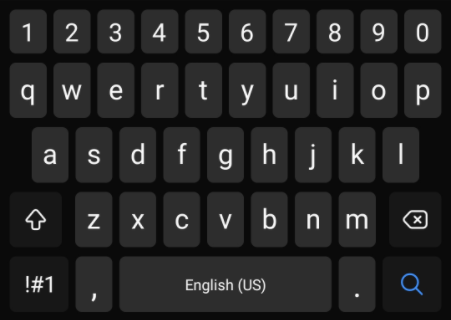 1 2 3 4 5 6 7 8 9 0
q w e r t y u i o p
a s d f g h j k l
z x c v b n m
!#1 , English (US) .